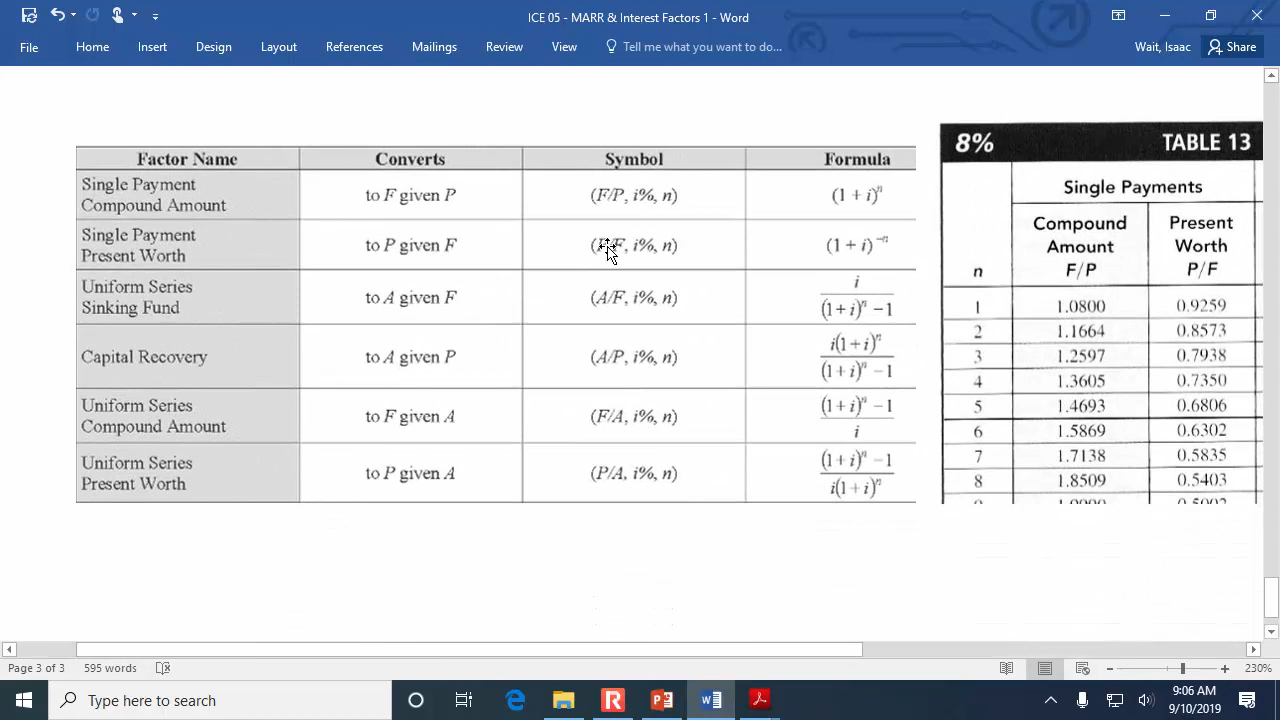 ICE 05 - MARR & Interest Factors 1 - Word
File Home Insert Design Layout References Mailings Review View Tell me what you want to do... Wait, Isaac Share
Factor Name Converts Symbol Formula
Single Payment
Compound Amount
to F given P
(F/P, i%, n)
(1 + i)^n
Single Payment
Present Worth
to P given F
F, i%, n)
(1 + i)^–n
Uniform Series
Sinking Fund
to A given F
(A/F, i%, n)
i
(1+i)^n −1
Capital Recovery
to A given P
(A/P, i%, n)
i(1+i)^n
(1+i)^n −1
Uniform Series
Compound Amount
to F given A
(F/A, i%, n)
(1+i)^n −1
i
Uniform Series
Present Worth
to P given A
(P/A, i%, n)
(1+i)^n −1
i(1+i)^n
8% TABLE 13
Single Payments
Compound
Amount
F/P
Present
Worth
P/F
n
1 1.0800 0.9259
2 1.1664 0.8573
3 1.2597 0.7938
4 1.3605 0.7350
5 1.4693 0.6806
6 1.5869 0.6302
7 1.7138 0.5835
8 1.8509 0.5403
Page 3 of 3 595 words 230%
Type here to search
9:06 AM
9/10/2019